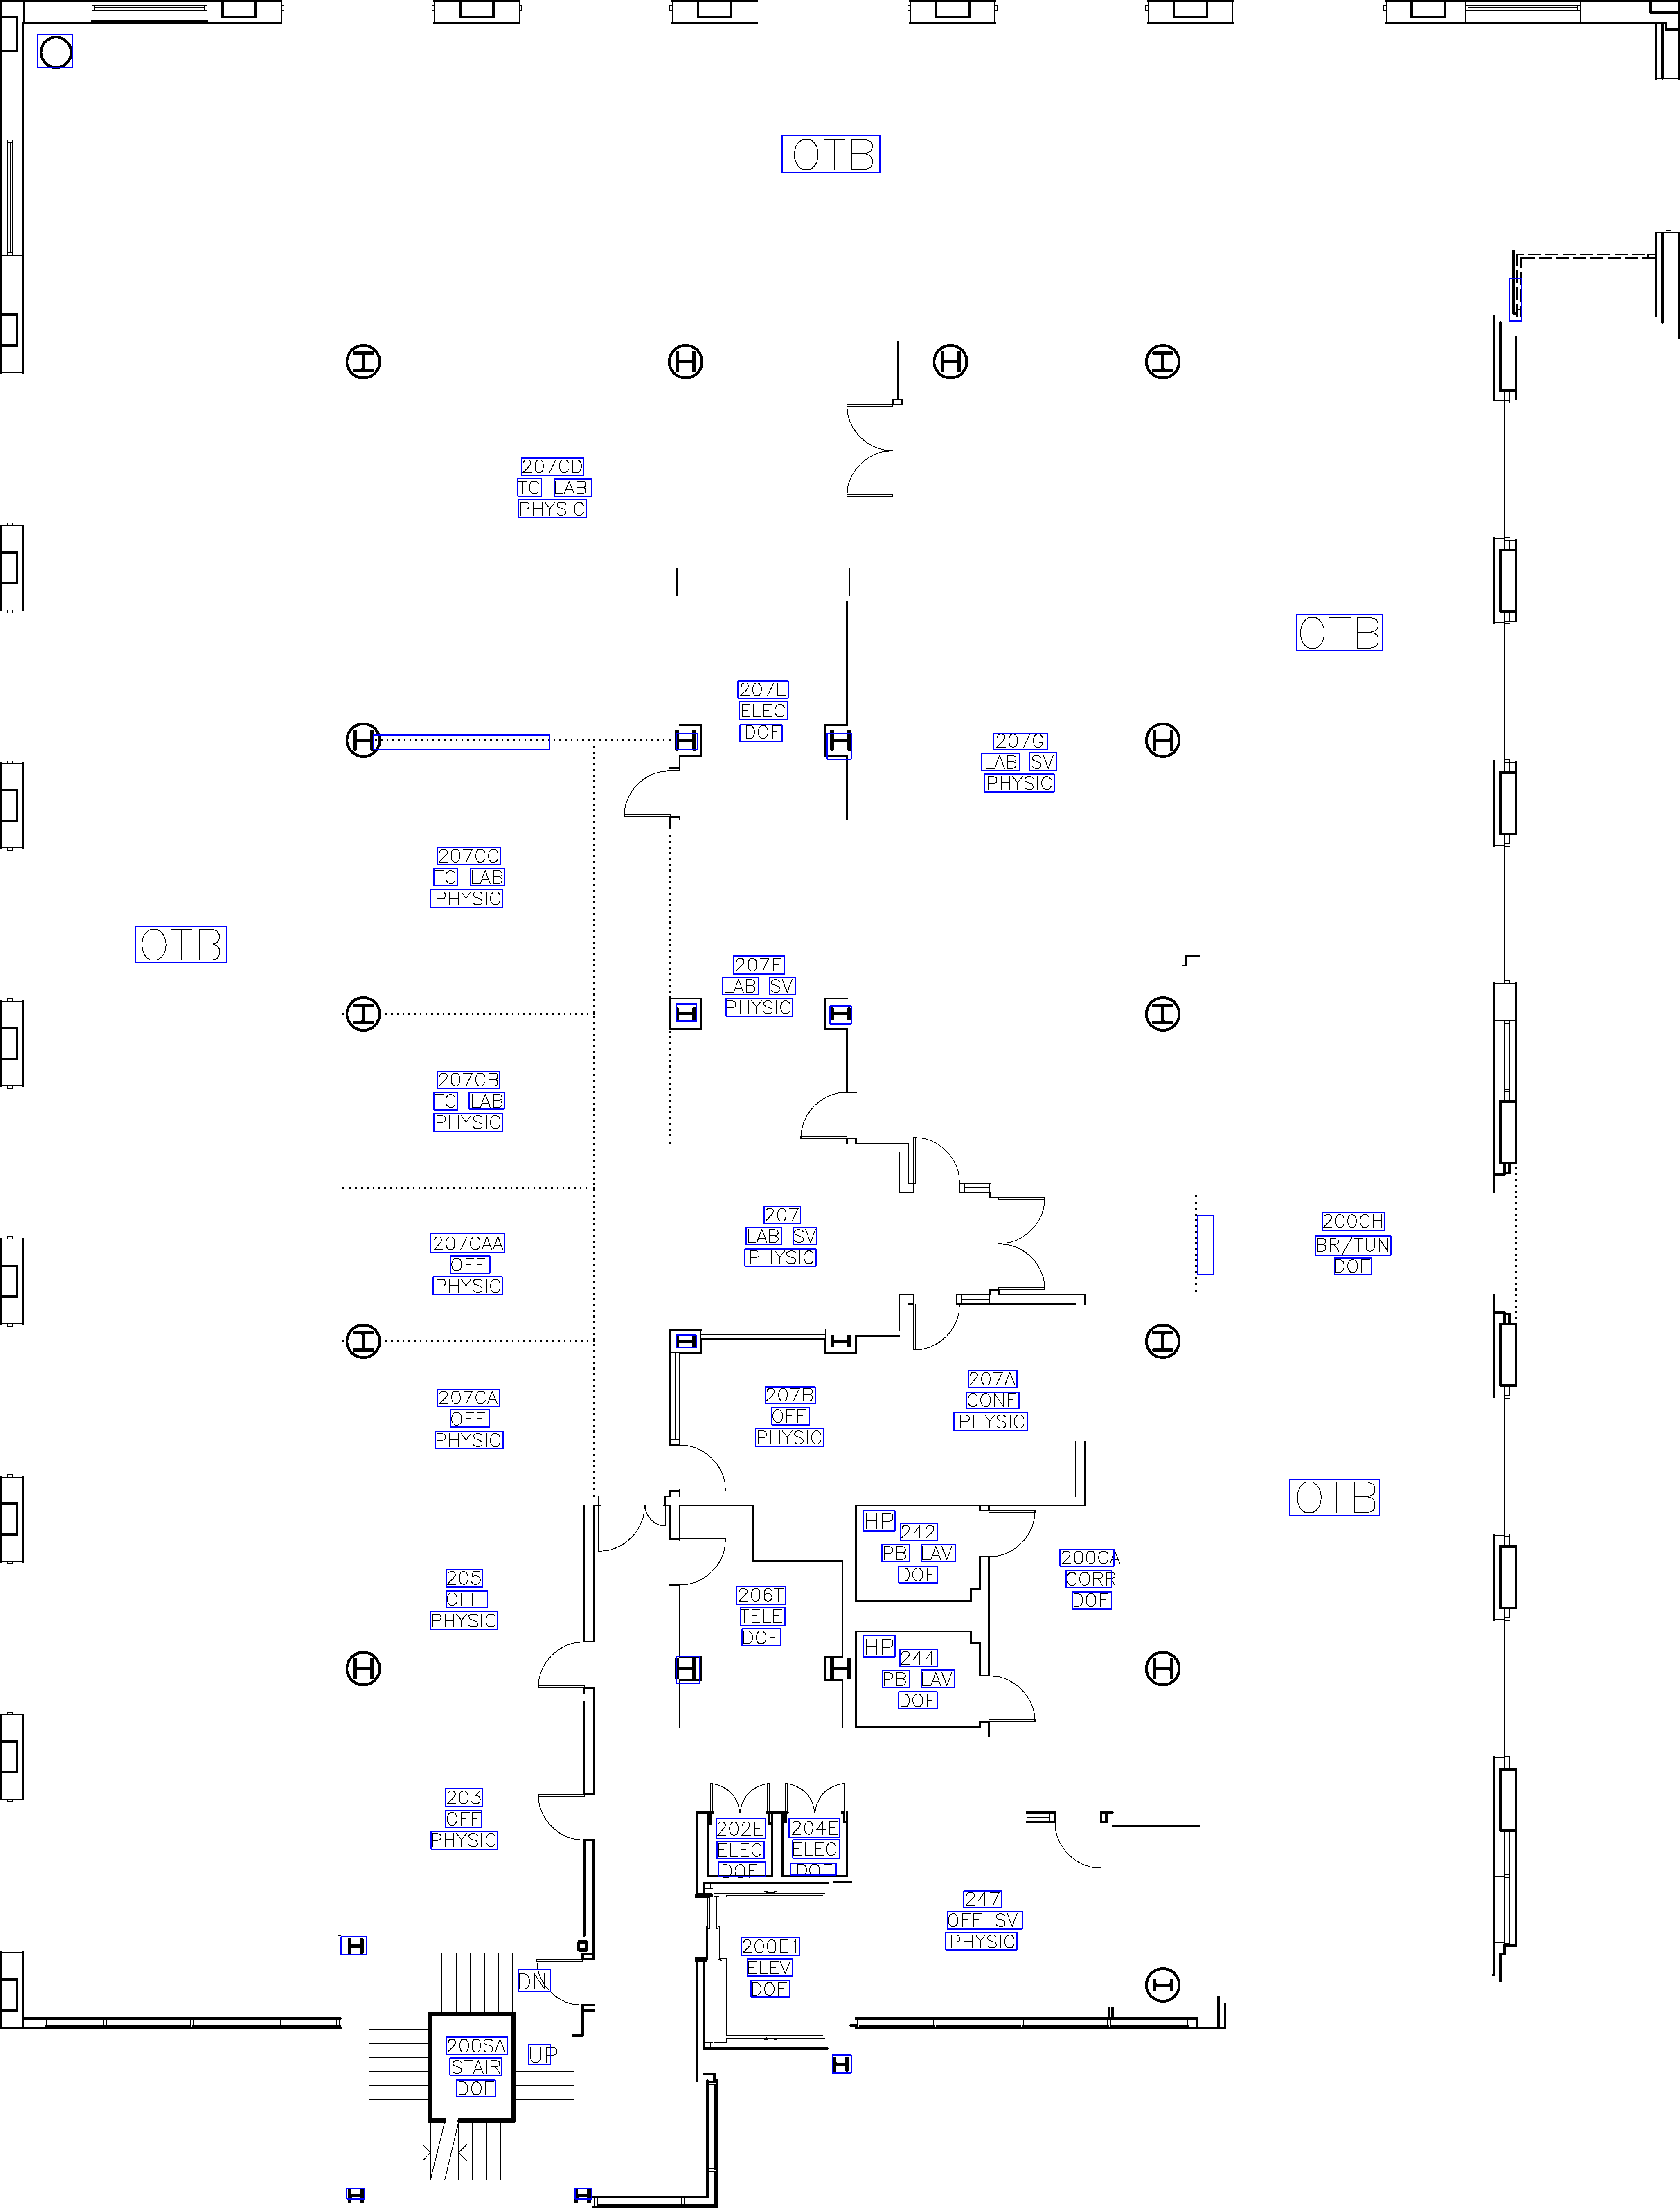 OTB
207CD
TC LAB
PHYSIC
OTB
207E
ELEC
DOF
207G
LAB SV
PHYSIC
207CC
TC LAB
PHYSIC
OTB
207F
LAB SV
PHYSIC
207CB
TC LAB
PHYSIC
207CAA
OFF
PHYSIC
207
LAB SV
PHYSIC
200CH
BR/TUN
DOF
207CA
OFF
PHYSIC
207B
OFF
PHYSIC
207A
CONF
PHYSIC
OTB
HP
242
PB LAV
DOF
200CA
CORR
DOF
205
OFF
PHYSIC
206T
TELE
DOF
HP
244
PB LAV
DOF
203
OFF
PHYSIC
202E
ELEC
DOF
204E
ELEC
DOF
247
OFF SV
PHYSIC
200E1
ELEV
DOF
DN
UP
200SA
STAIR
DOF